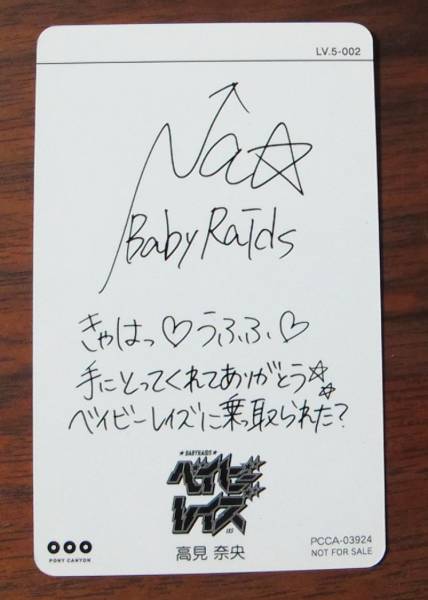 LV.5-002
Na☆
BabyRaids
きゃはっ♡うふふ♡
手にとってくれてありがとう☆☆
ベイビーレイズに乗っ取られた?
★BABYRAIDS★
ベイビー
レイズ
PONY CANYON
高見 奈央
PCCA-03924
NOT FOR SALE